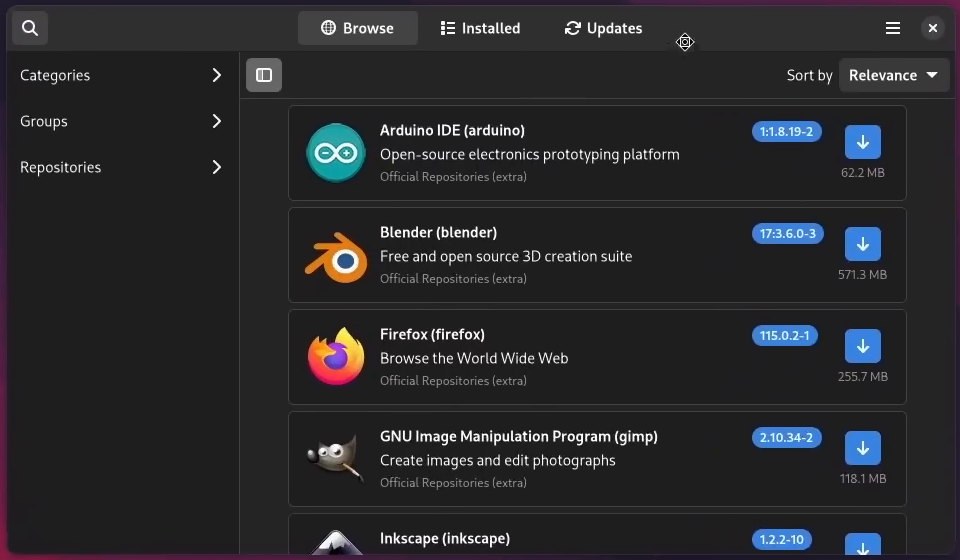 Browse
Installed
Updates
Categories
Groups
Repositories
Sort by
Relevance
Arduino IDE (arduino)
1:1.8.19-2
Open-source electronics prototyping platform
Official Repositories (extra)
62.2 MB
Blender (blender)
17:3.6.0-3
Free and open source 3D creation suite
Official Repositories (extra)
571.3 MB
Firefox (firefox)
115.0.2-1
Browse the World Wide Web
Official Repositories (extra)
255.7 MB
GNU Image Manipulation Program (gimp)
2.10.34-2
Create images and edit photographs
Official Repositories (extra)
118.1 MB
Inkscape (inkscape)
1.2.2-10